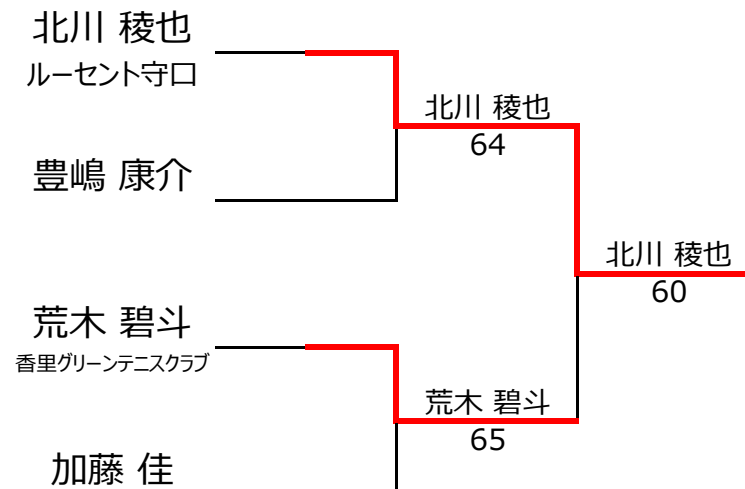 北川 稜也
ルーセント守口
豊嶋 康介
荒木 碧斗
香里グリーンテニスクラブ
加藤 佳
北川 稜也
64
荒木 碧斗
65
北川 稜也
60